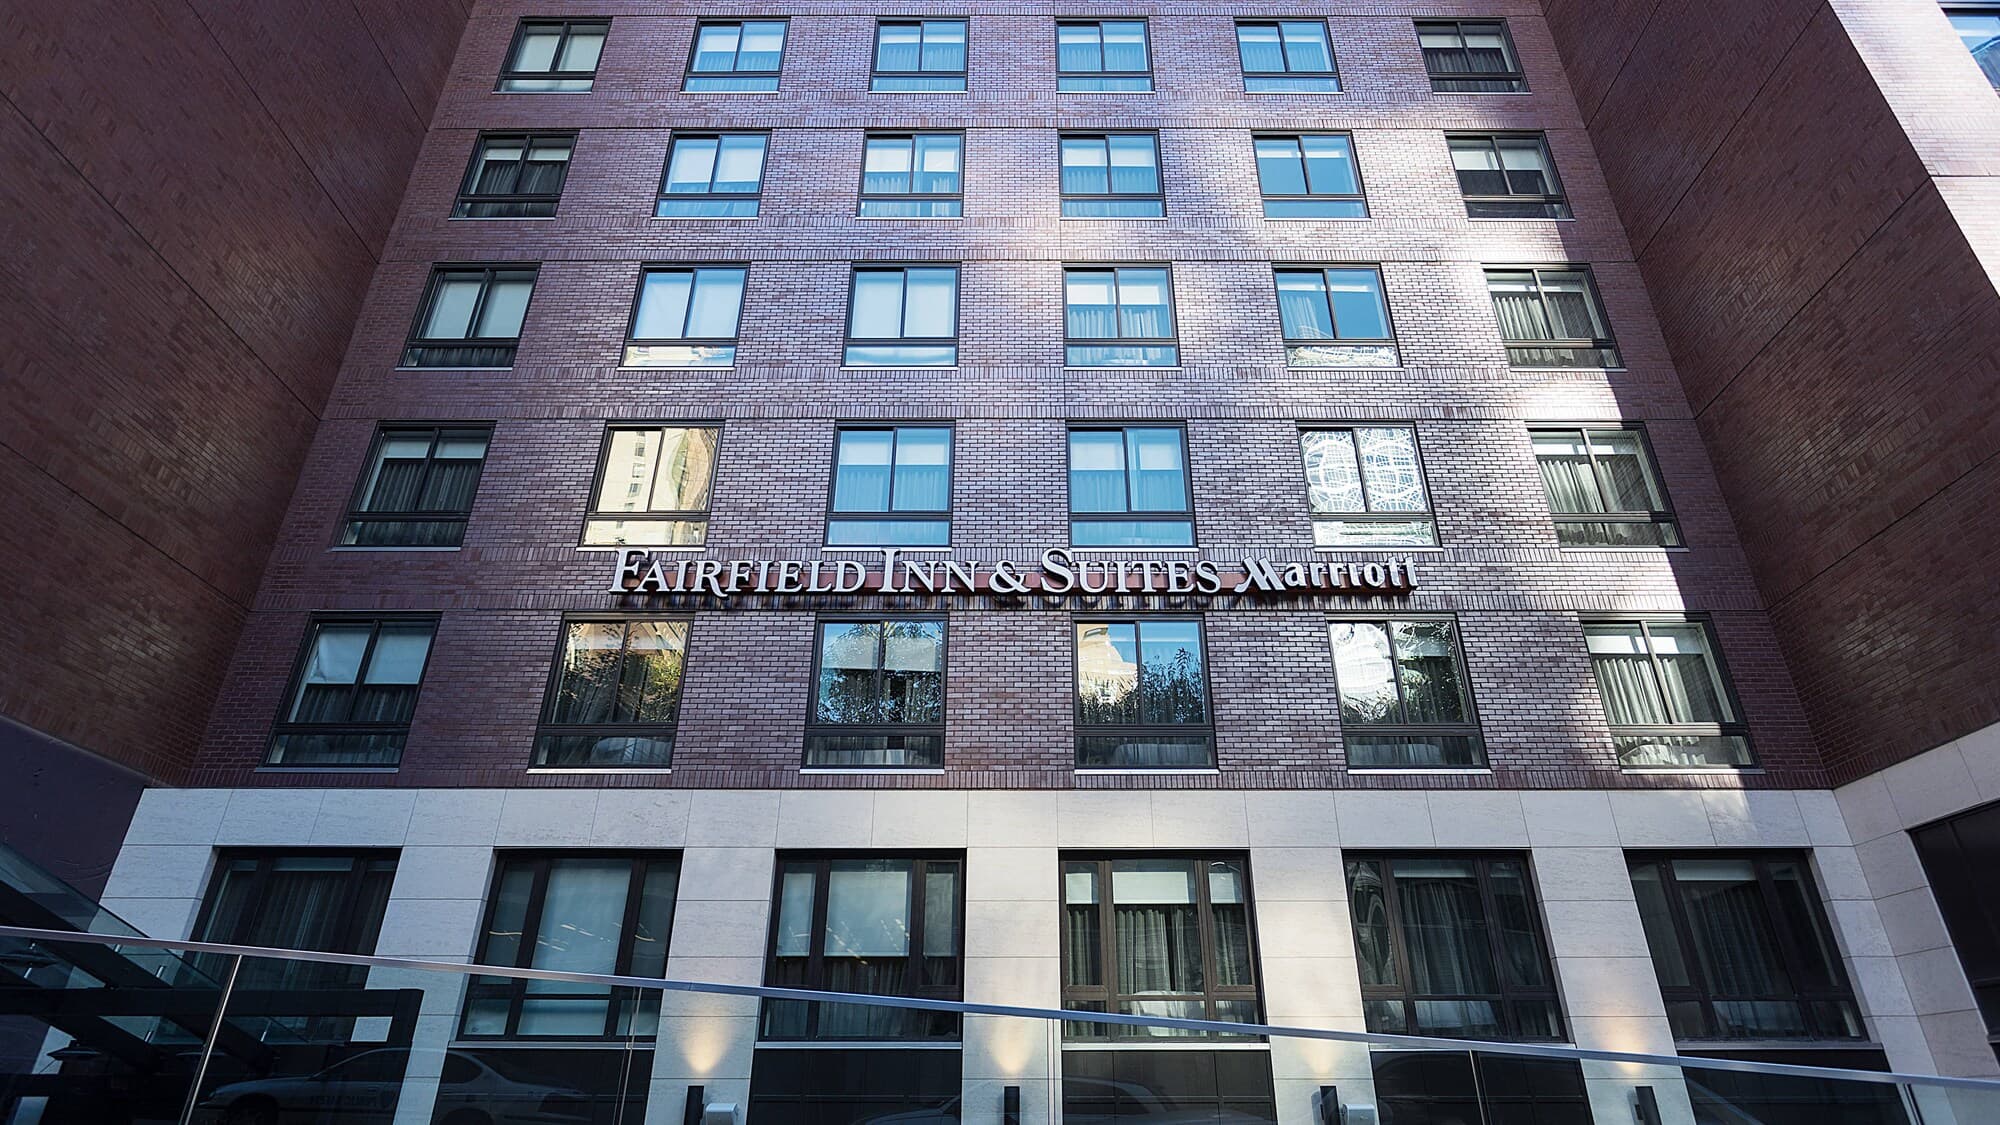 FAIRFIELD INN & SUITES Marriott